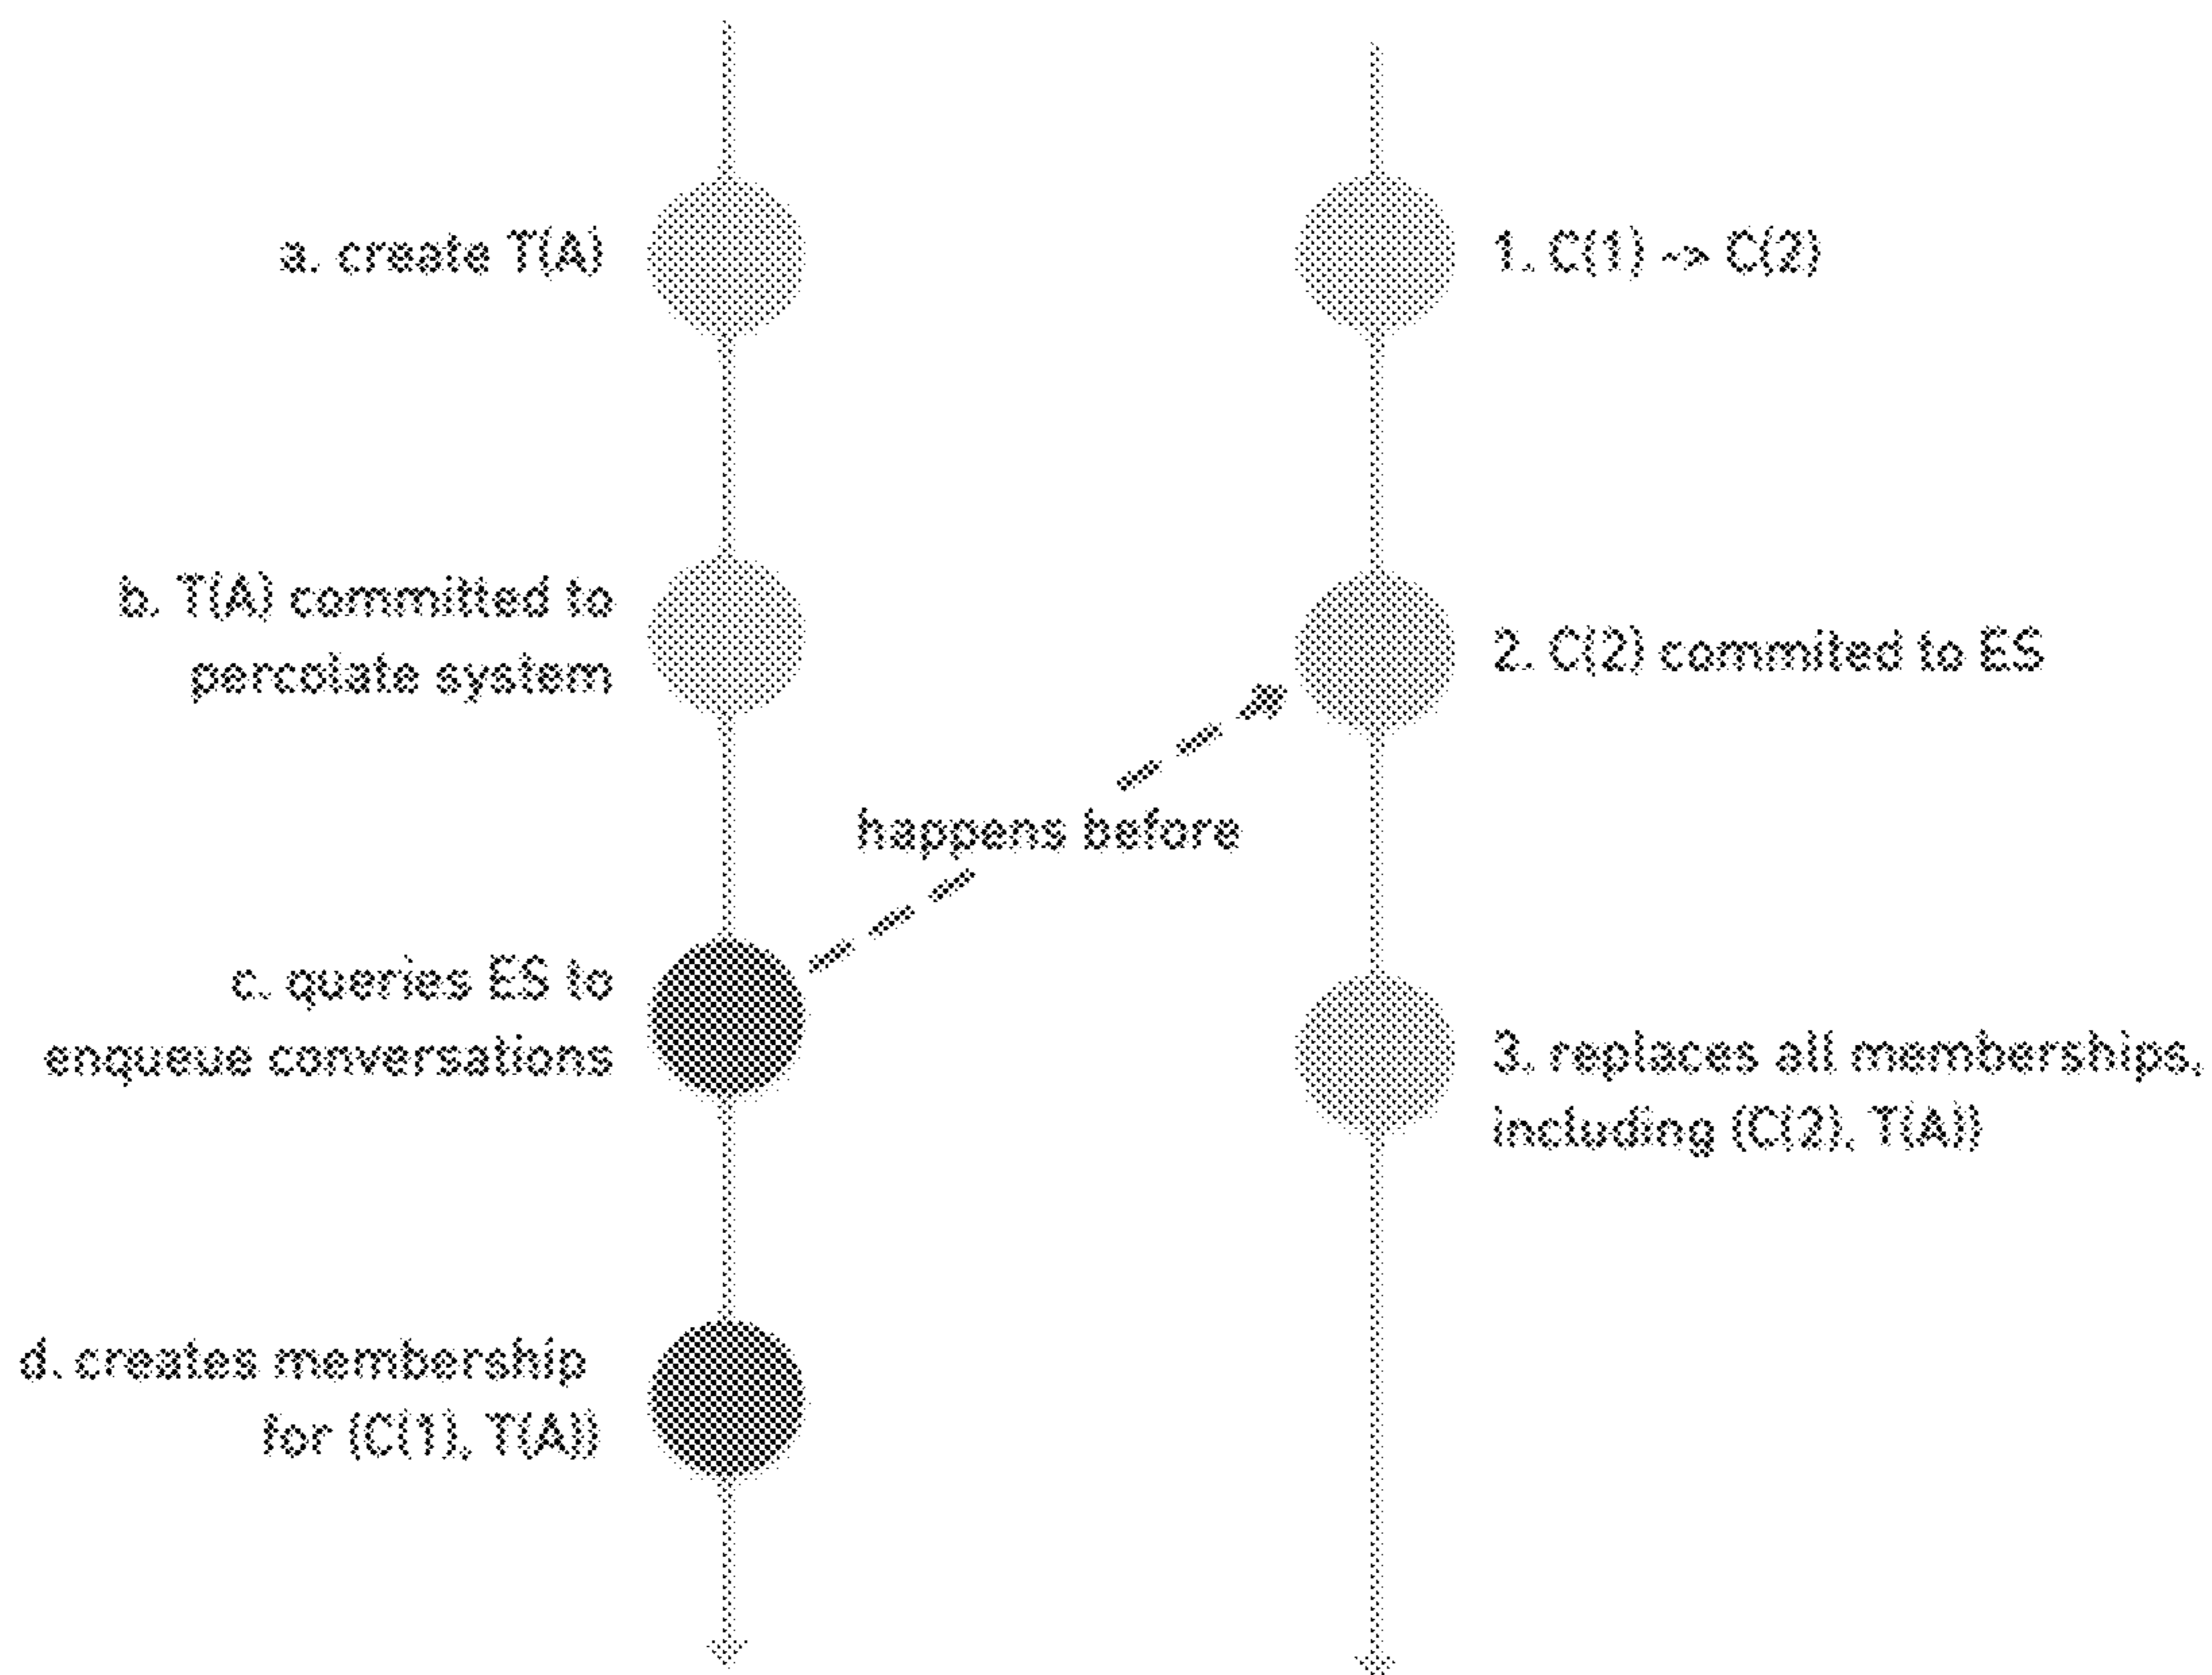 a. create T(A)
b. T(A) committed to
percolate system
c. queries ES to
enqueue conversations
d. creates membership
for (C(1), T(A))
happens before
1. C(1) -> C(2)
2. C(2) commited to ES
3. replaces all memberships,
including (C(2), T(A))